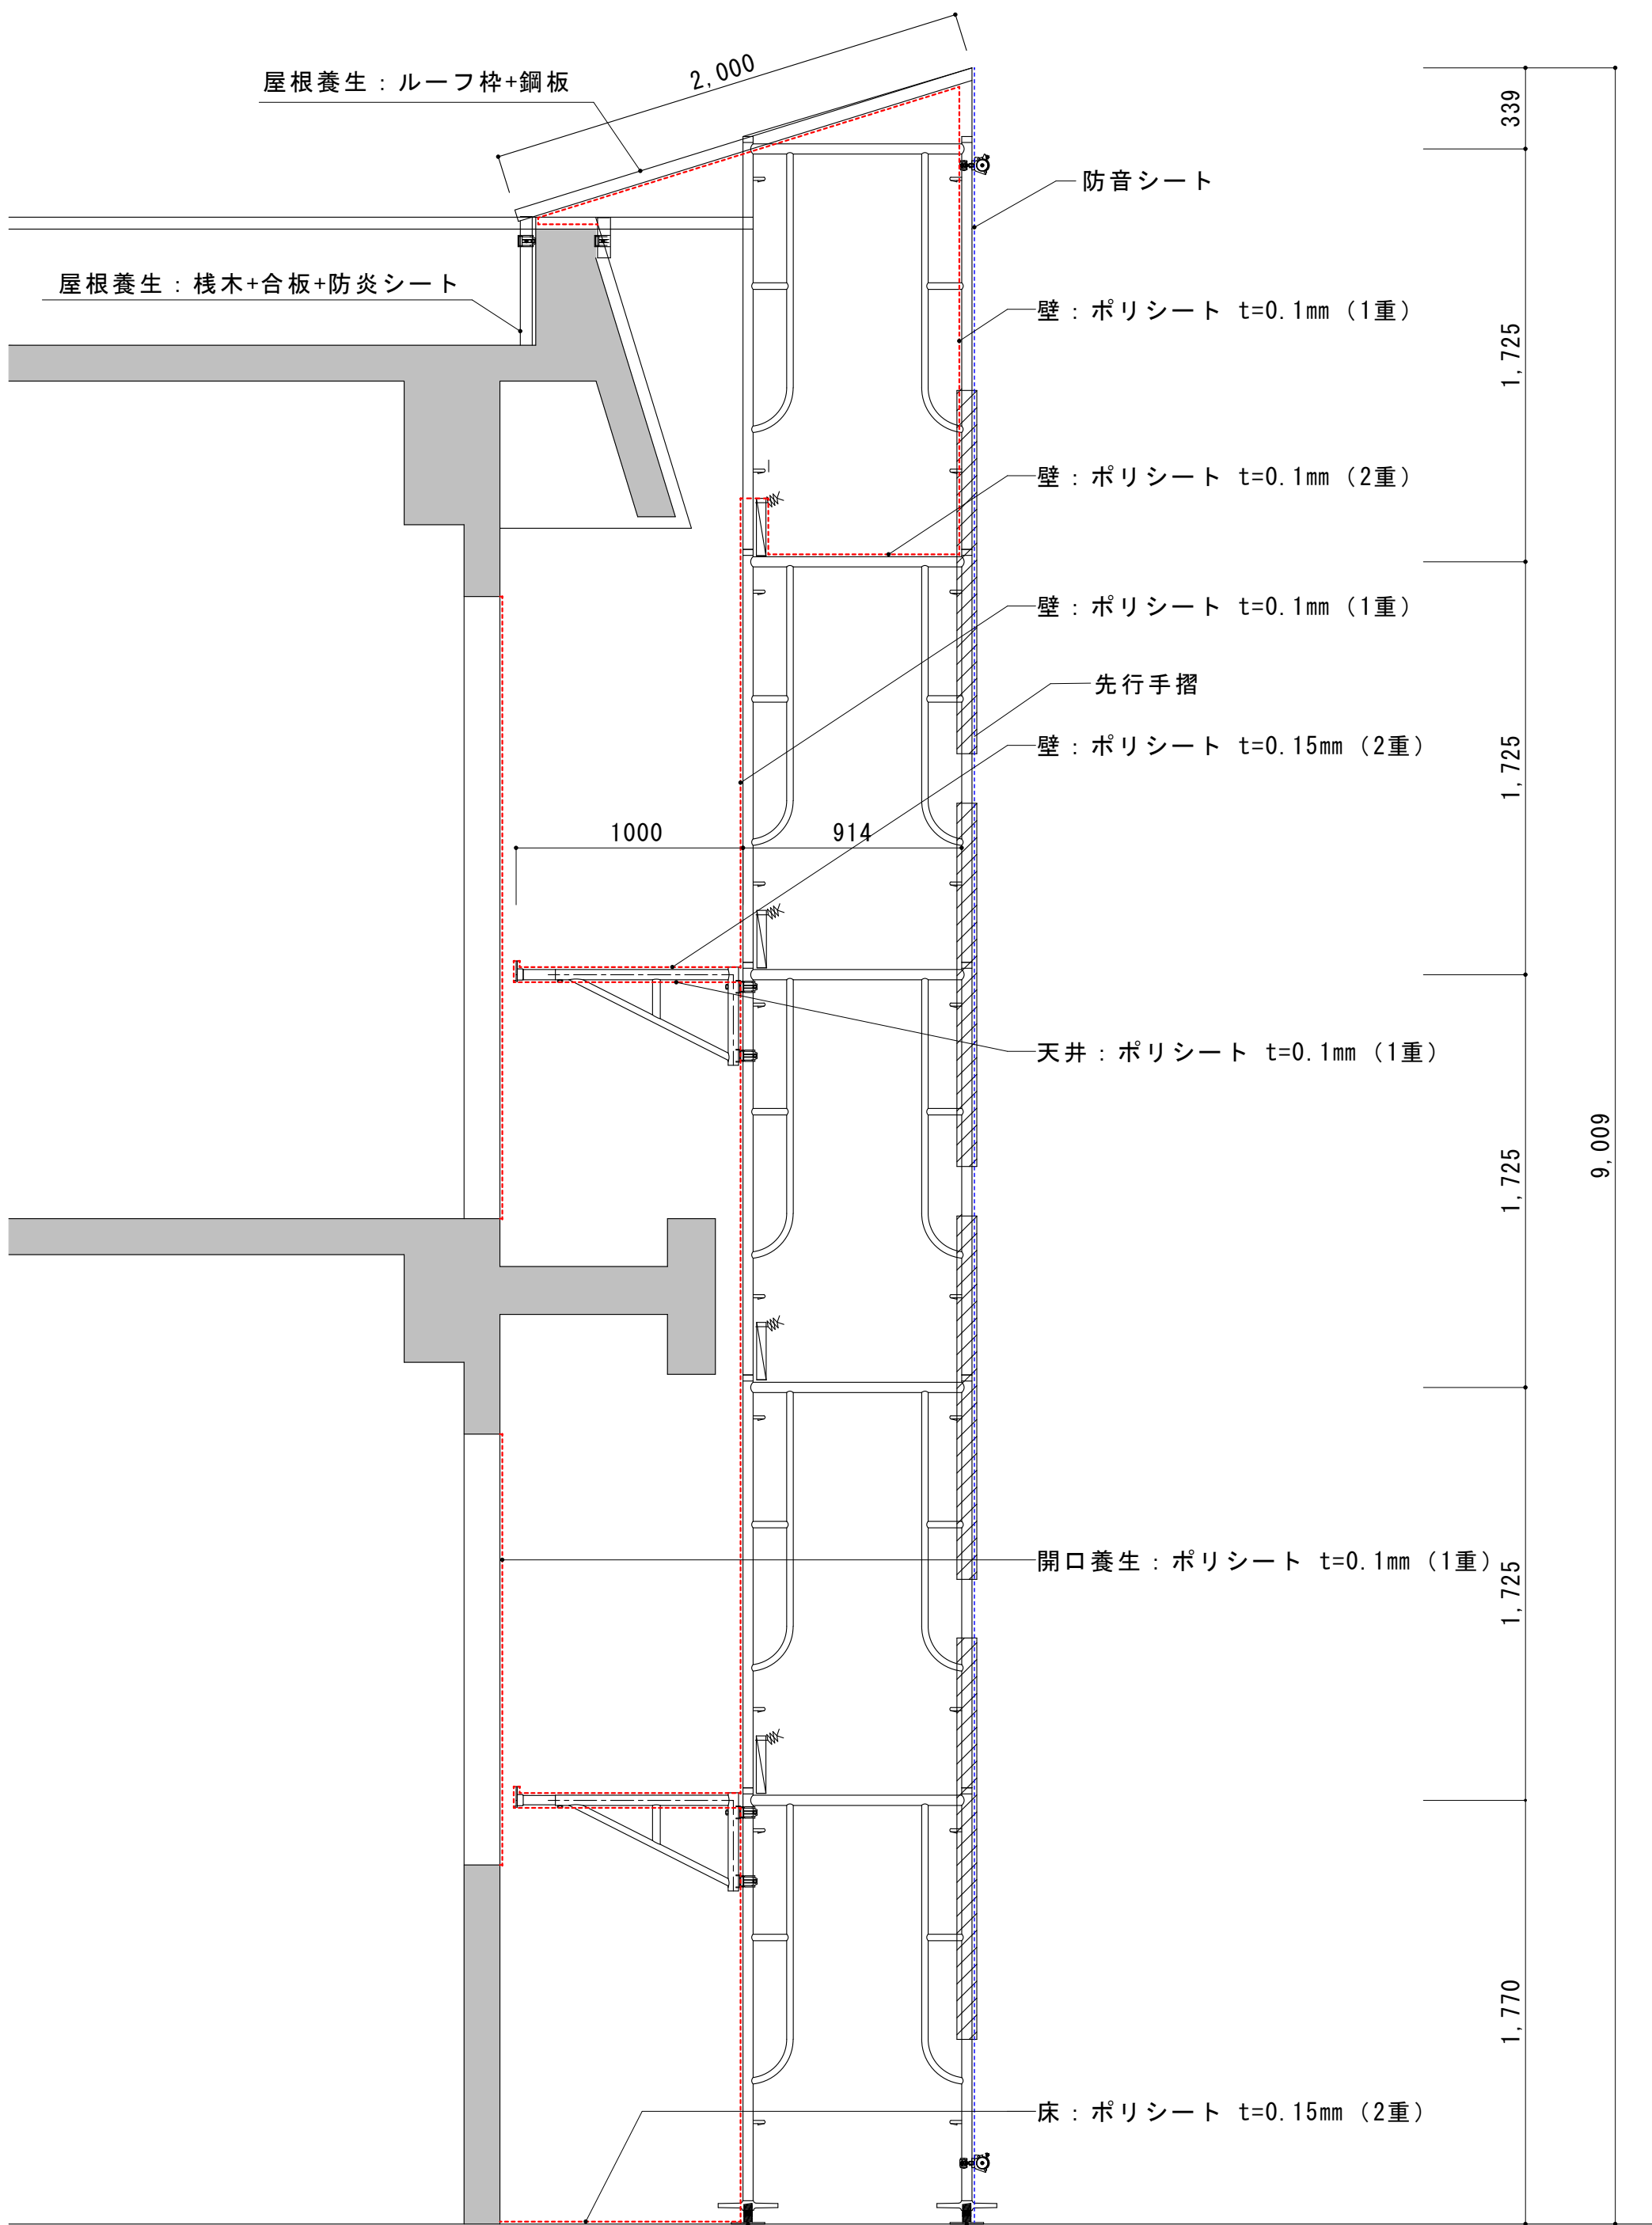 2,000
屋根養生：ルーフ枠+鋼板
339
防音シート
屋根養生：桟木+合板+防炎シート
壁：ポリシート t=0.1mm（1重）
1,725
壁：ポリシート t=0.1mm（2重）
壁：ポリシート t=0.1mm（1重）
先行手摺
壁：ポリシート t=0.15mm（2重）
1,725
1000
914
天井：ポリシート t=0.1mm（1重）
9,009
1,725
開口養生：ポリシート t=0.1mm（1重）
1,725
1,770
床：ポリシート t=0.15mm（2重）